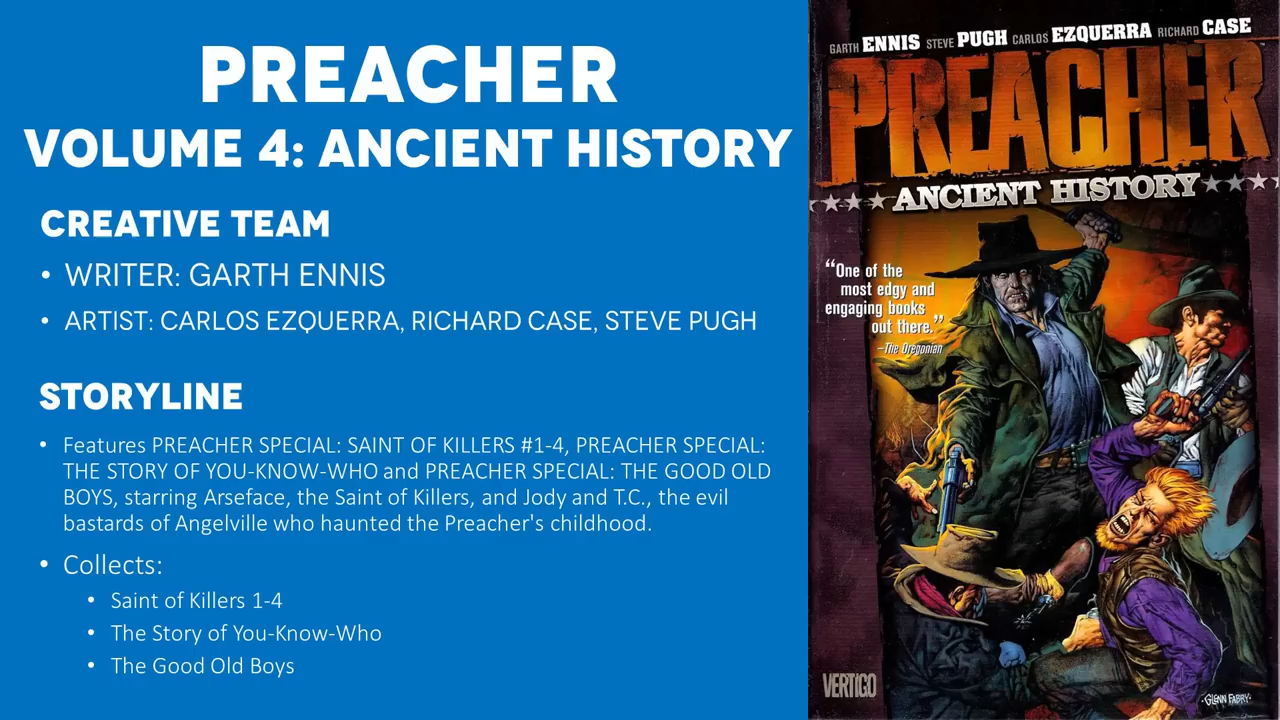 PREACHER
VOLUME 4: ANCIENT HISTORY
CREATIVE TEAM
• WRITER: GARTH ENNIS
• ARTIST: CARLOS EZQUERRA, RICHARD CASE, STEVE PUGH
STORYLINE
• Features PREACHER SPECIAL: SAINT OF KILLERS #1-4, PREACHER SPECIAL:
THE STORY OF YOU-KNOW-WHO and PREACHER SPECIAL: THE GOOD OLD
BOYS, starring Arseface, the Saint of Killers, and Jody and T.C., the evil
bastards of Angelville who haunted the Preacher's childhood.
• Collects:
• Saint of Killers 1-4
• The Story of You-Know-Who
• The Good Old Boys
GARTH ENNIS STEVE PUGH CARLOS EZQUERRA RICHARD CASE
PREACHER
ANCIENT HISTORY
“One of the
most edgy and
engaging books
out there.”
–The Oregonian
VERTIGO
·GLENN FABRY·